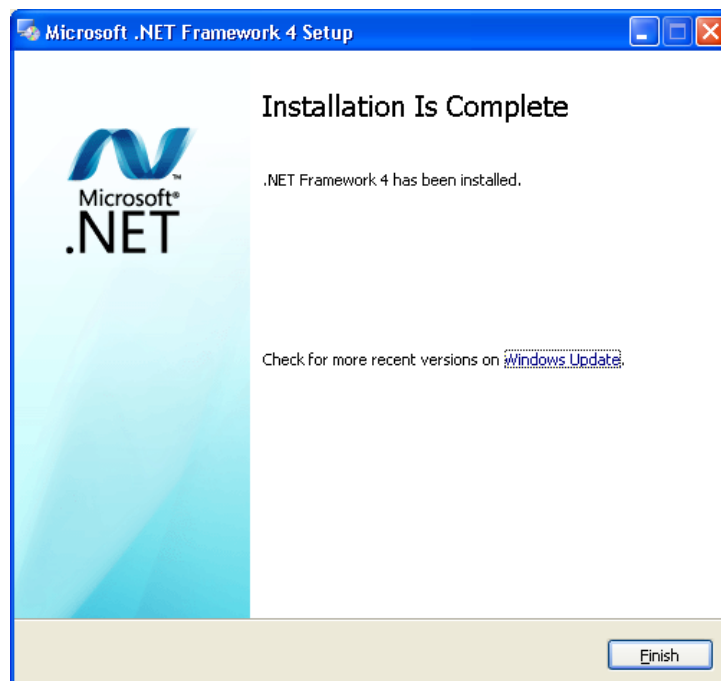 Microsoft .NET Framework 4 Setup
Installation Is Complete
Microsoft®
.NET
™
.NET Framework 4 has been installed.
Check for more recent versions on Windows Update.
Finish